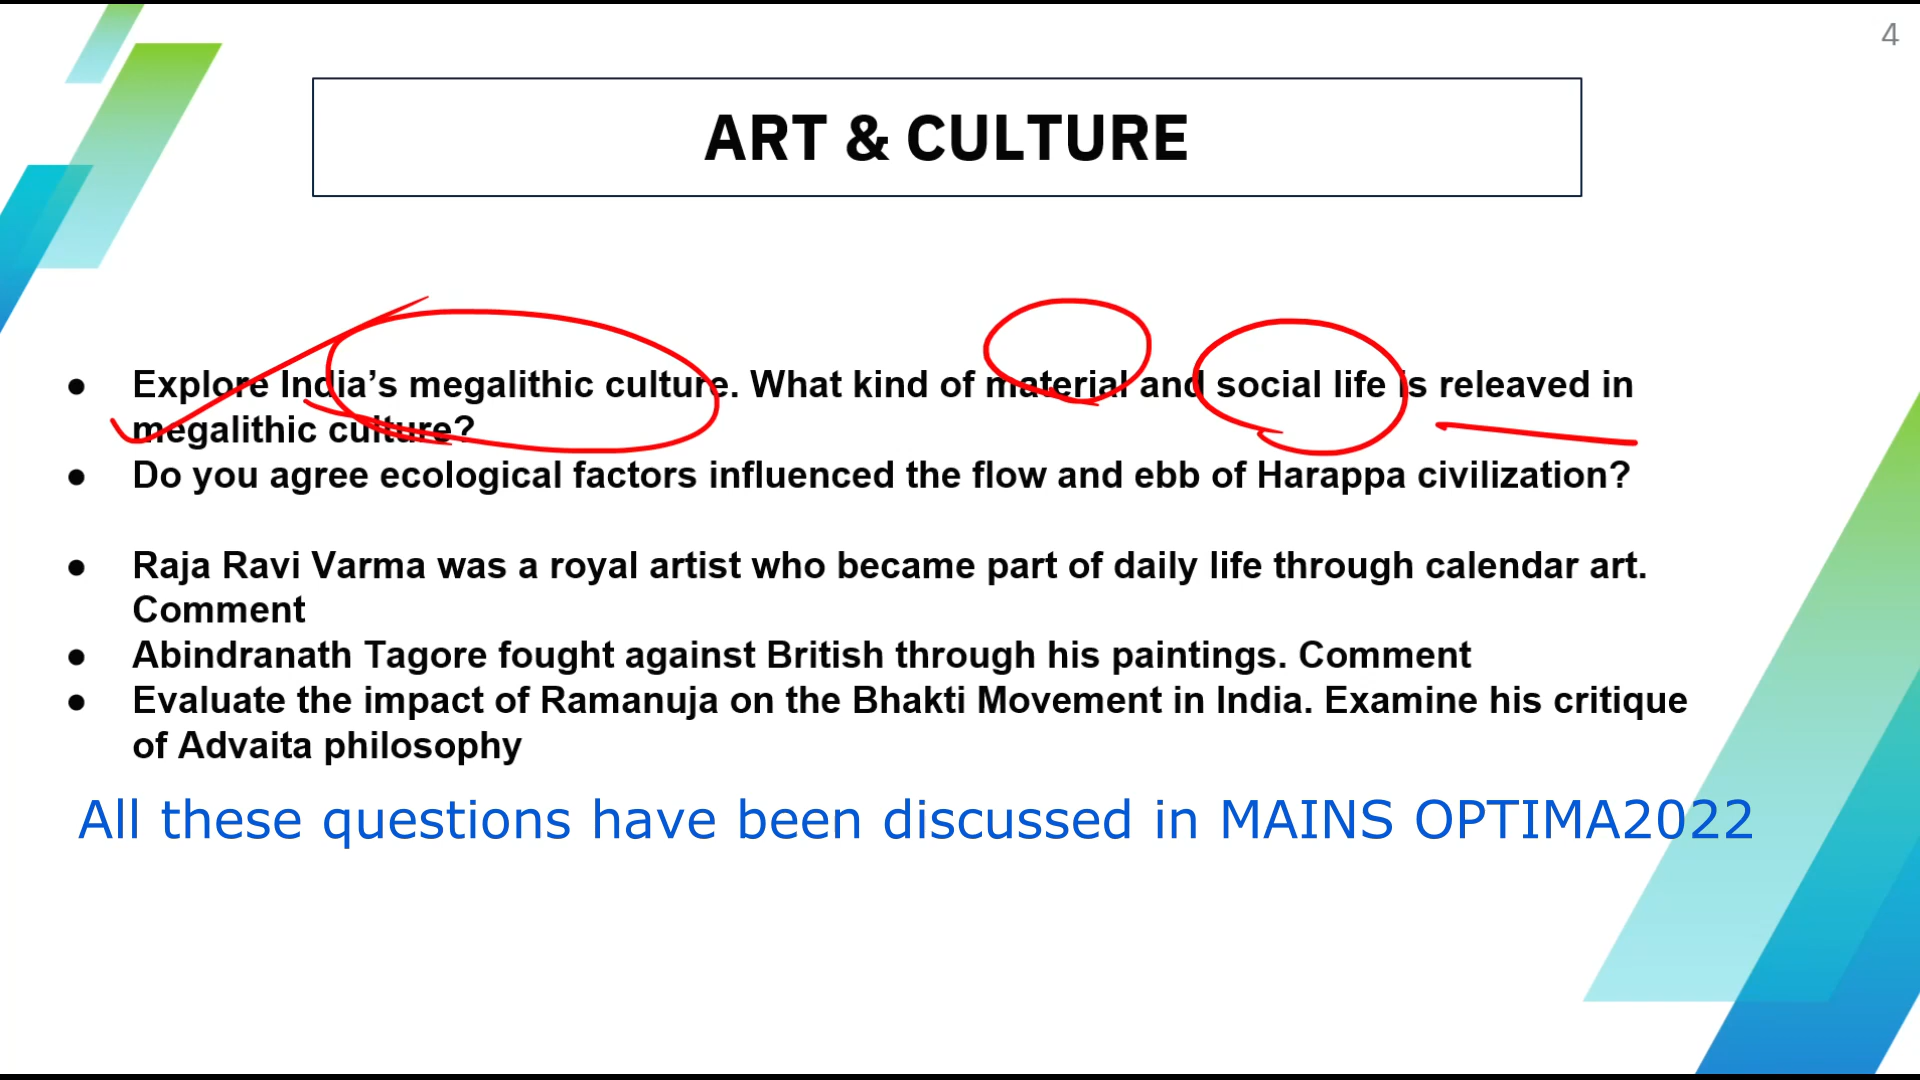 4
ART & CULTURE
● Explore India’s megalithic culture. What kind of material and social life is releaved in
megalithic culture?
● Do you agree ecological factors influenced the flow and ebb of Harappa civilization?
● Raja Ravi Varma was a royal artist who became part of daily life through calendar art.
Comment
● Abindranath Tagore fought against British through his paintings. Comment
● Evaluate the impact of Ramanuja on the Bhakti Movement in India. Examine his critique
of Advaita philosophy
All these questions have been discussed in MAINS OPTIMA2022